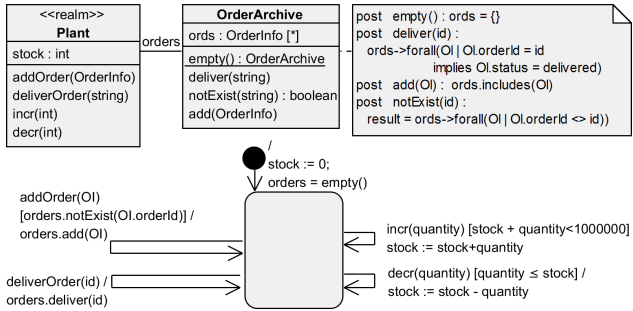 <<realm>>
Plant
stock : int
addOrder(OrderInfo)
deliverOrder(string)
incr(int)
decr(int)
orders
OrderArchive
ords : OrderInfo [*]
empty() : OrderArchive
deliver(string)
notExist(string) : boolean
add(OrderInfo)
post empty() : ords = {}
post deliver(id) :
ords->forall(OI | OI.orderId = id
implies OI.status = delivered)
post add(OI) : ords.includes(OI)
post notExist(id) :
result = ords->forall(OI | OI.orderId <> id))
/
stock := 0;
orders = empty()
addOrder(OI)
[orders.notExist(OI.orderId)] /
orders.add(OI)
deliverOrder(id) /
orders.deliver(id)
incr(quantity) [stock + quantity<1000000]
stock := stock+quantity
decr(quantity) [quantity ≤ stock] /
stock := stock - quantity